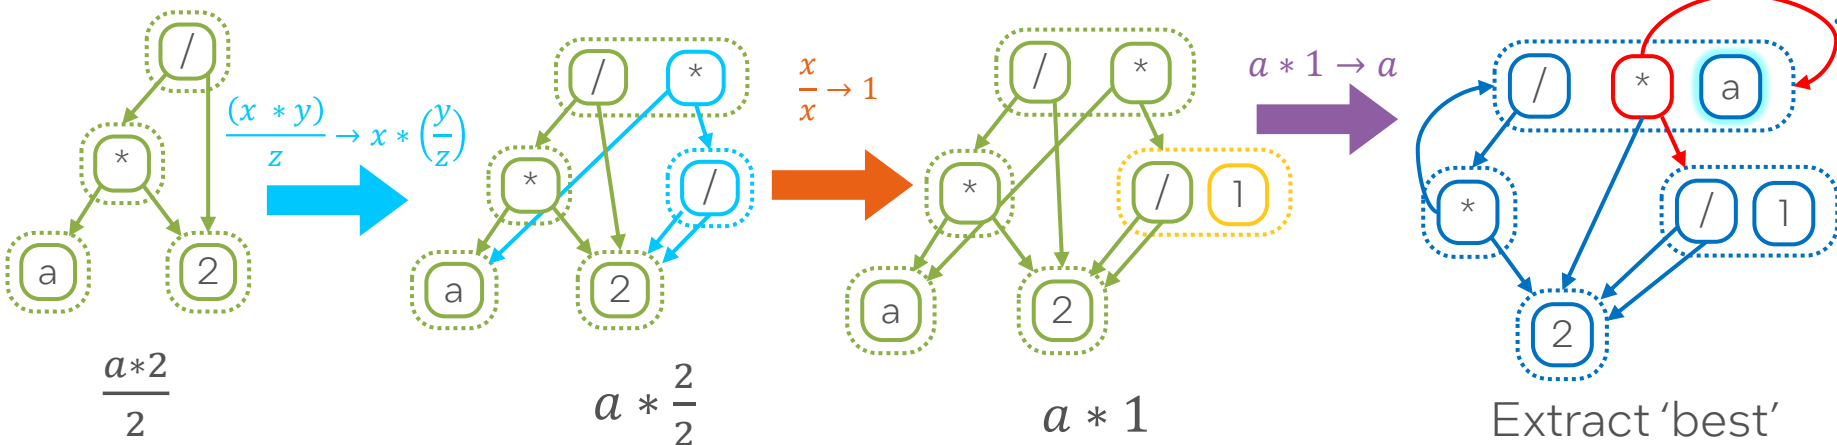 /
*
a
2
(a∗2)/2
(x ∗ y)/z → x ∗ (y/z)
/ *
* /
a 2
a ∗ 2/2
x/x → 1
/ *
* / 1
a 2
a ∗ 1
a ∗ 1 → a
/ * a
* / 1
2
Extract ‘best’